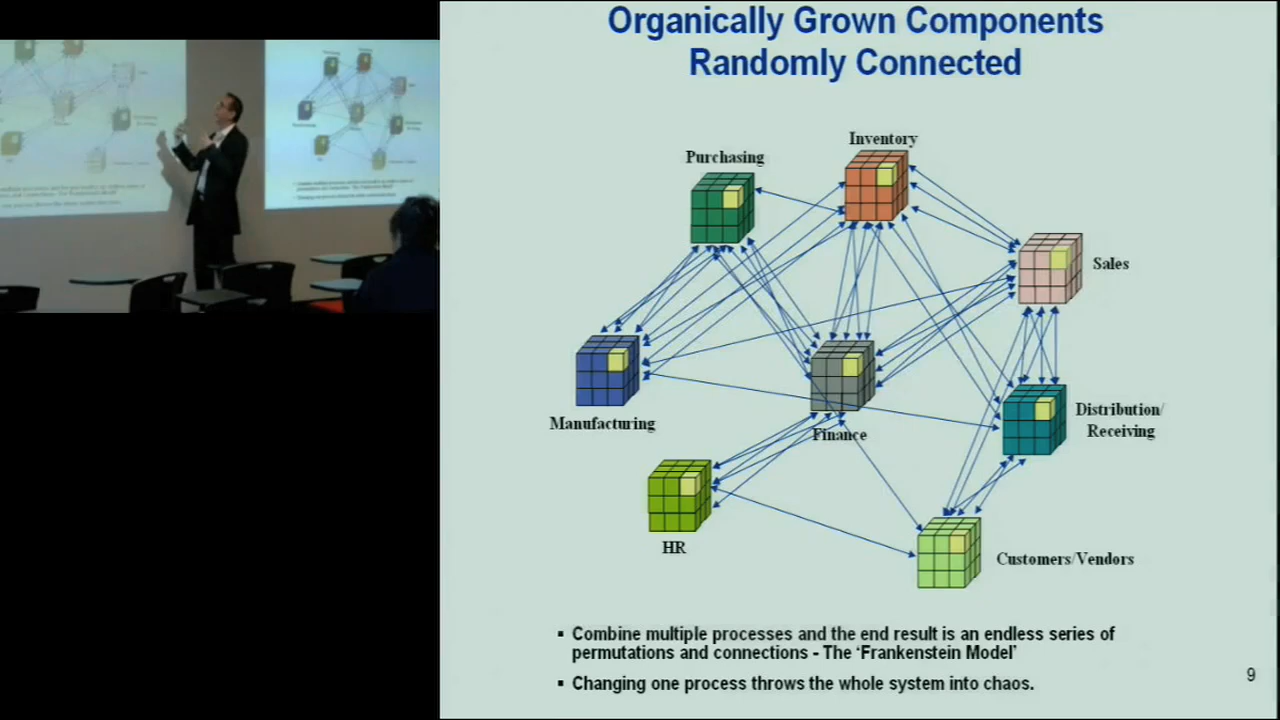 Organically Grown Components
Randomly Connected
Inventory
Purchasing
Sales
Manufacturing
Finance
Distribution/
Receiving
HR
Customers/Vendors
▪ Combine multiple processes and the end result is an endless series of
permutations and connections - The ‘Frankenstein Model’
▪ Changing one process throws the whole system into chaos.
9